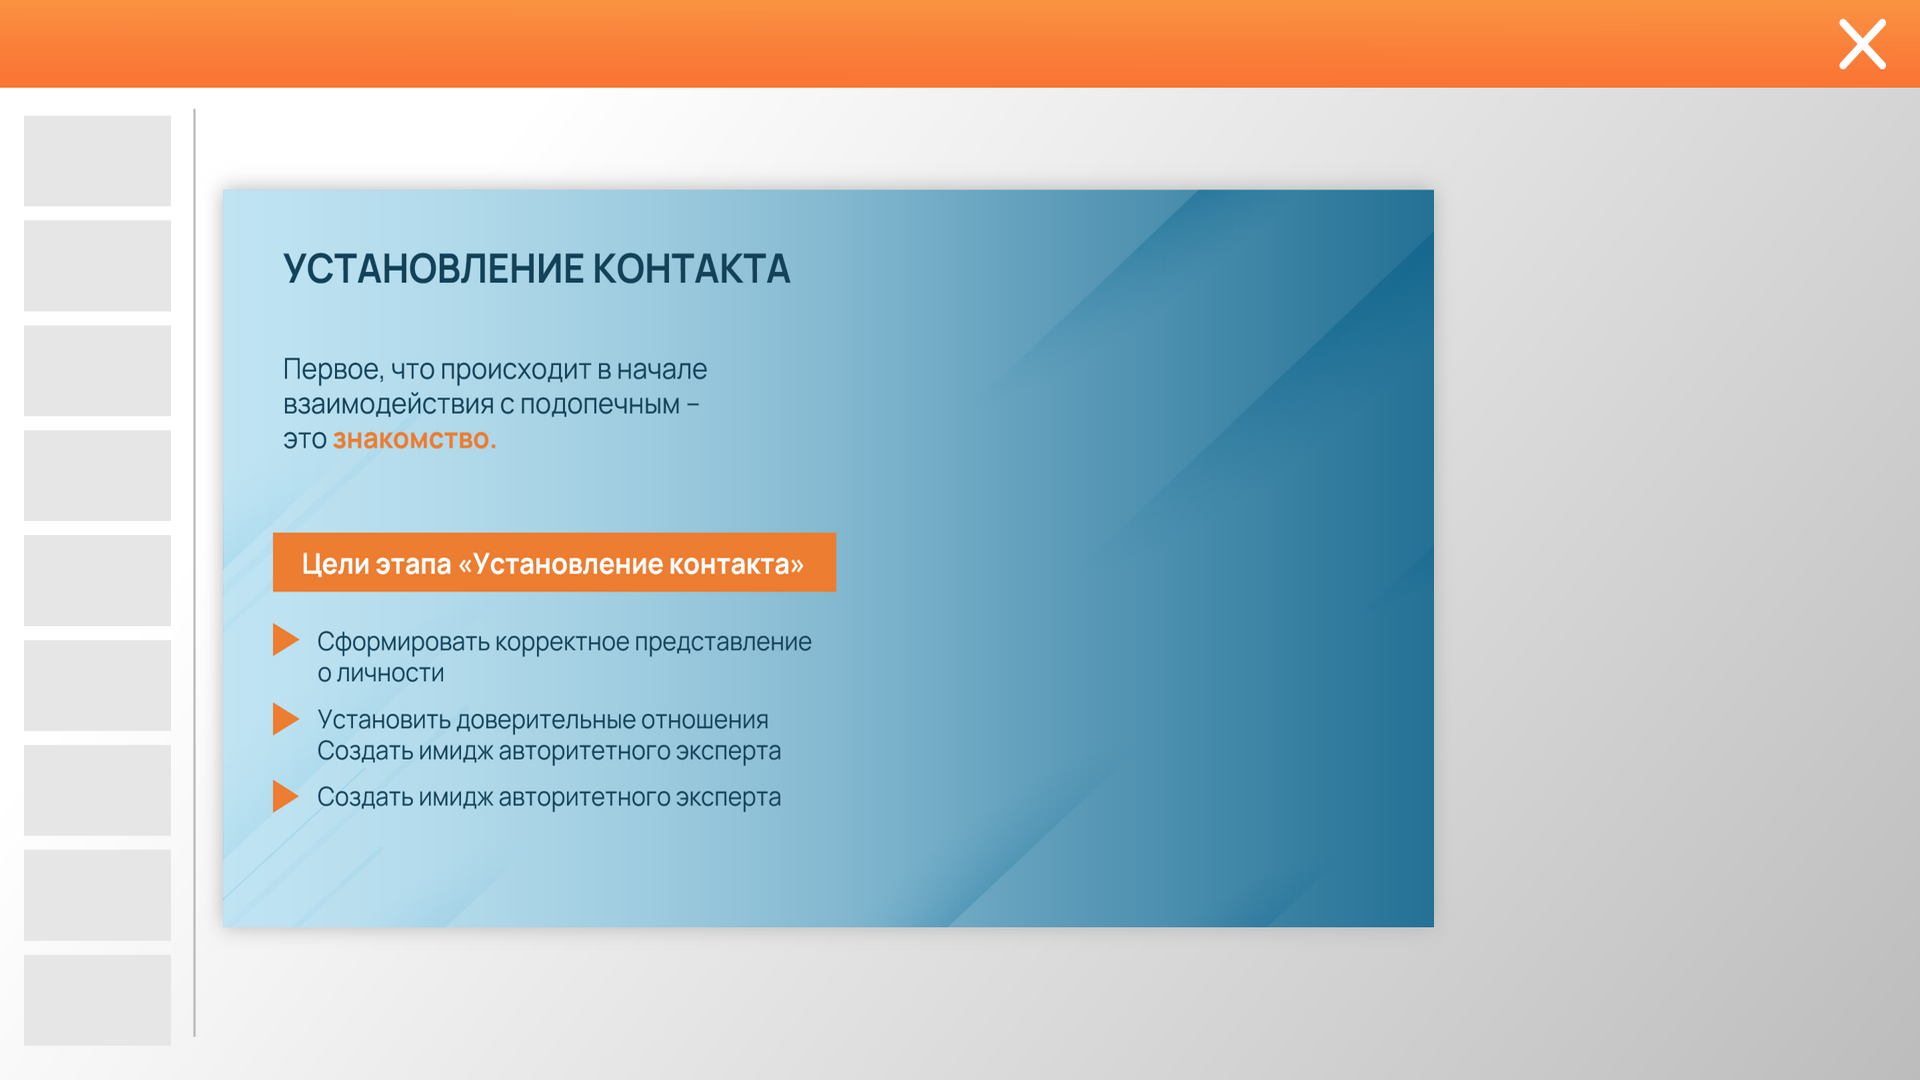 УСТАНОВЛЕНИЕ КОНТАКТА
Первое, что происходит в начале
взаимодействия с подопечным –
это знакомство.
Цели этапа «Установление контакта»
Сформировать корректное представление
о личности
Установить доверительные отношения
Создать имидж авторитетного эксперта
Создать имидж авторитетного эксперта